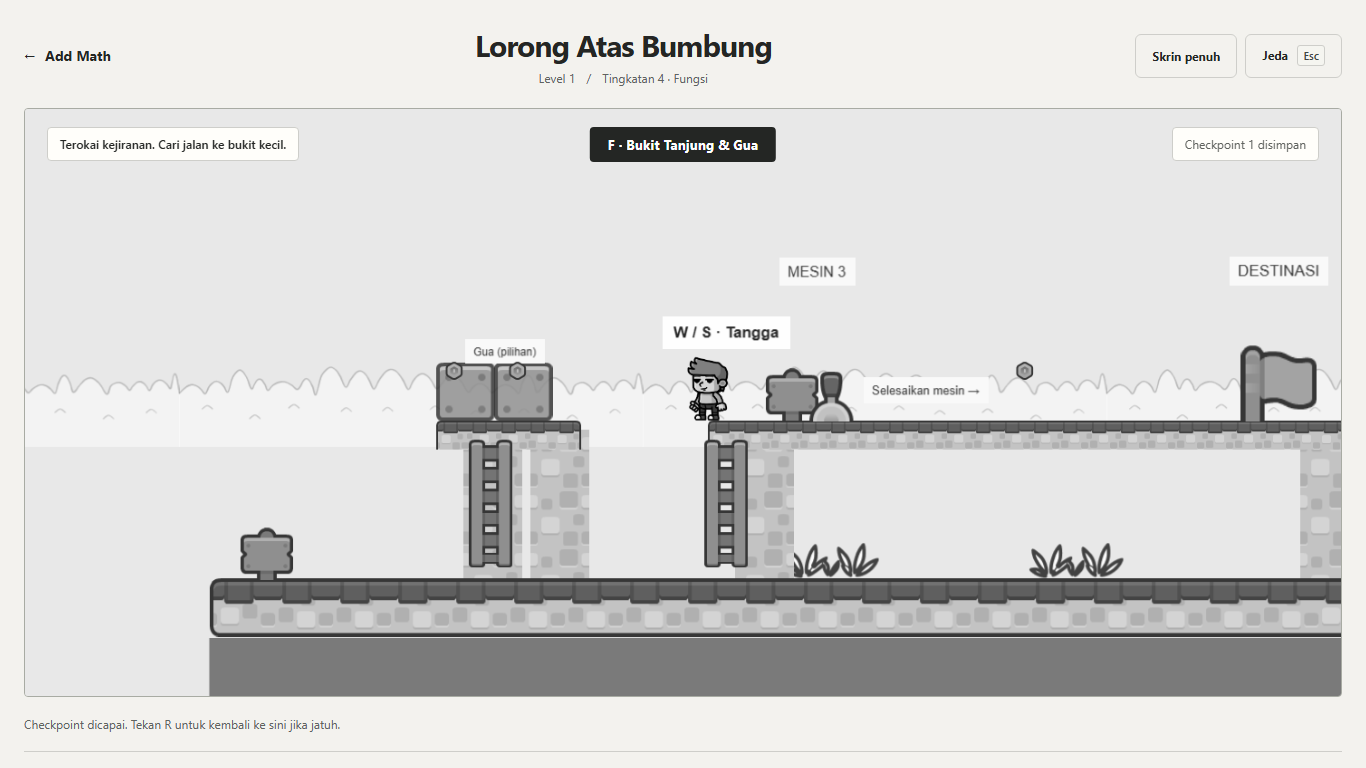 ← Add Math
Lorong Atas Bumbung
Level 1 / Tingkatan 4 · Fungsi
Skrin penuh
Jeda Esc
Terokai kejiranan. Cari jalan ke bukit kecil.
F · Bukit Tanjung & Gua
Checkpoint 1 disimpan
MESIN 3
DESTINASI
W / S · Tangga
Gua (pilihan)
Selesaikan mesin →
Checkpoint dicapai. Tekan R untuk kembali ke sini jika jatuh.